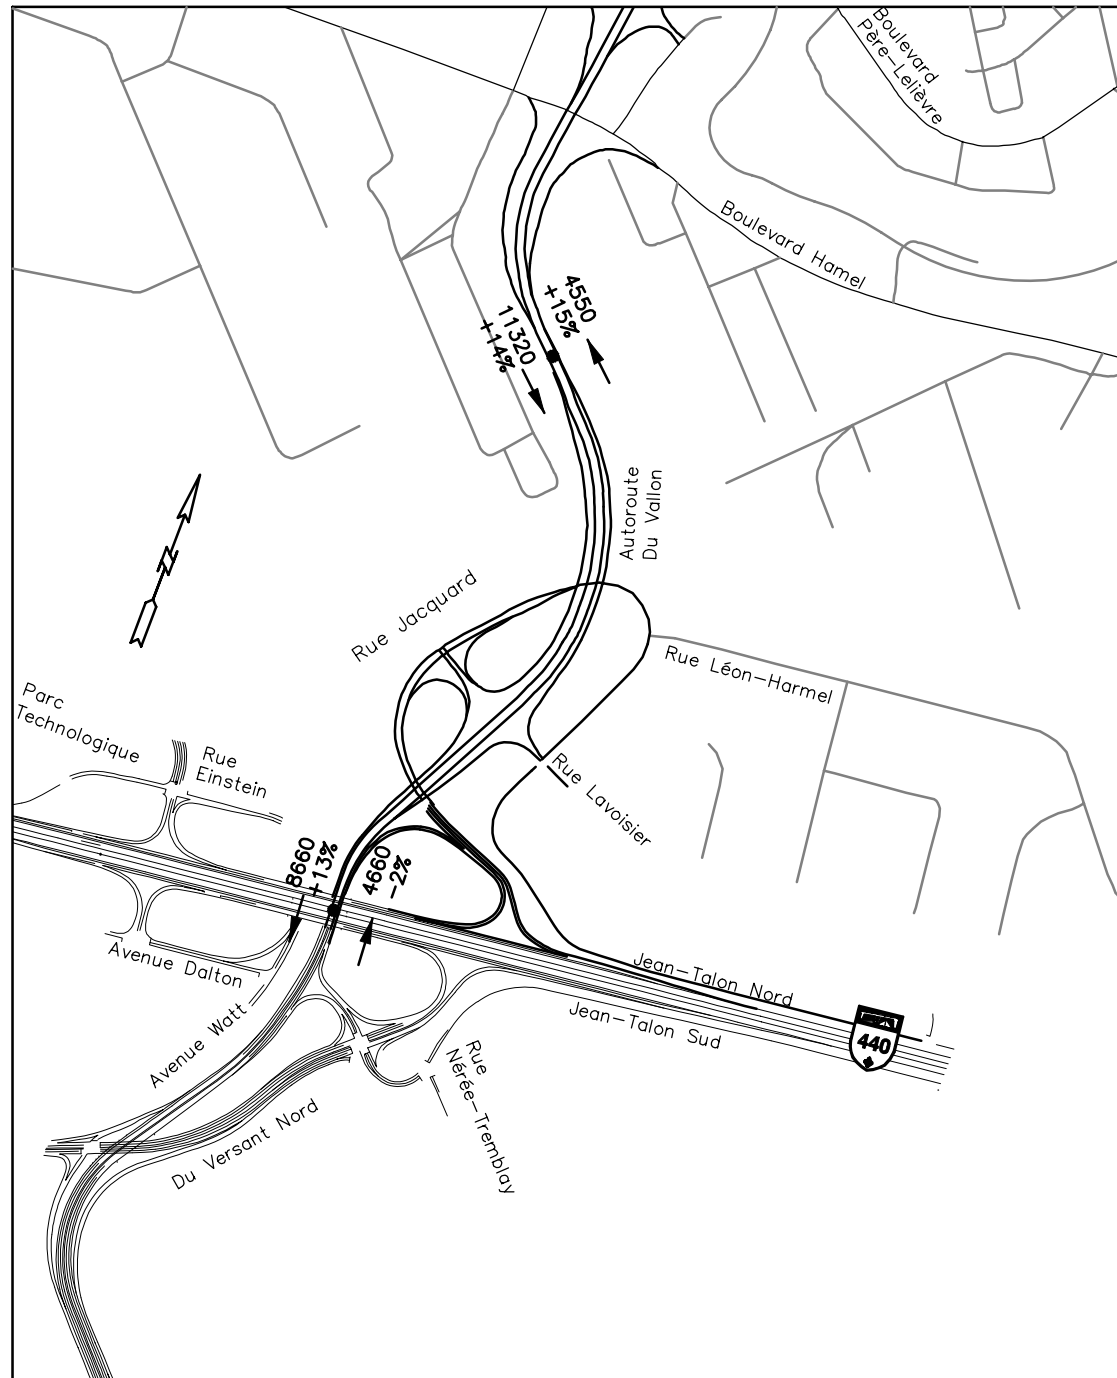 Boulevard
Père-Lelièvre
Boulevard Hamel
4550
+15%
11320
+14%
Autoroute
Du Vallon
Rue Jacquard
Rue Léon-Harmel
Parc
Technologique
Rue
Einstein
Rue Lavoisier
8660
+13%
4660
-2%
Avenue Dalton
Jean-Talon Nord
Jean-Talon Sud
440
Avenue Watt
Rue
Nérée-Tremblay
Du Versant Nord
N